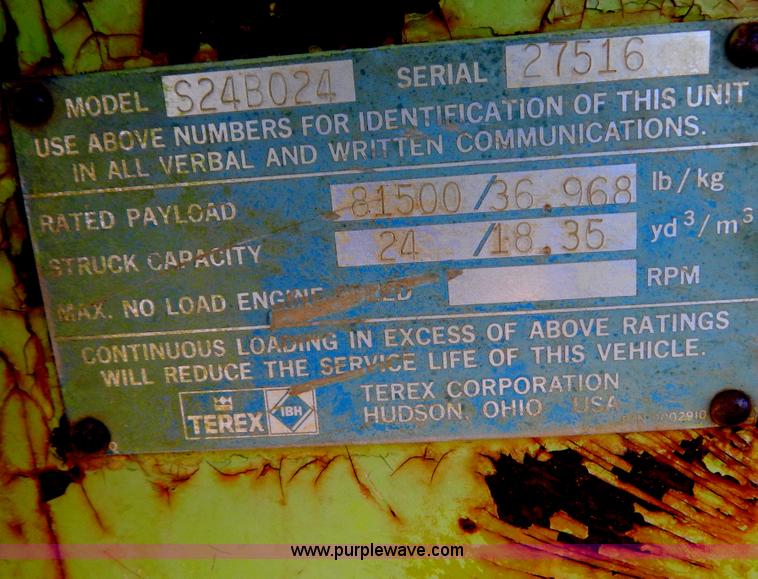 MODEL S24B024 SERIAL 27516
USE ABOVE NUMBERS FOR IDENTIFICATION OF THIS UNIT
IN ALL VERBAL AND WRITTEN COMMUNICATIONS.
RATED PAYLOAD 81500/36.968 lb/kg
STRUCK CAPACITY 24 /18.35 yd³/m³
MAX. NO LOAD ENGINE SPEED RPM
CONTINUOUS LOADING IN EXCESS OF ABOVE RATINGS
WILL REDUCE THE SERVICE LIFE OF THIS VEHICLE.
TEREX IBH
TEREX CORPORATION
HUDSON, OHIO USA
www.purplewave.com